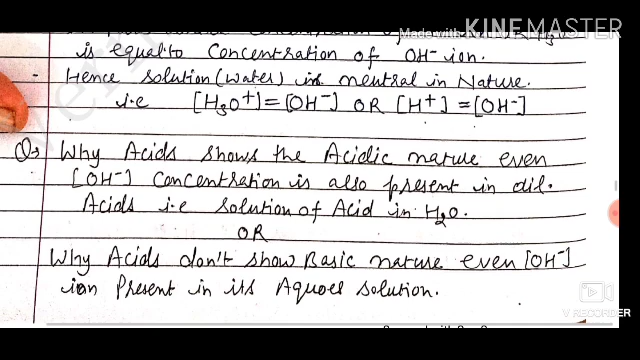 Made with KINEMASTER
is equal to Concentration of OH⁻ ion.
- Hence solution (water) is neutral in Nature.
i.e [H₃O⁺] = [OH⁻] OR [H⁺] = [OH⁻]
Q→ Why Acids shows the Acidic nature even
[OH⁻] Concentration is also present in dil.
Acids i.e solution of Acid in H₂O.
OR
Why Acids don't show Basic nature even [OH⁻]
ion Present in its Aquoes solution.
V RECORDER